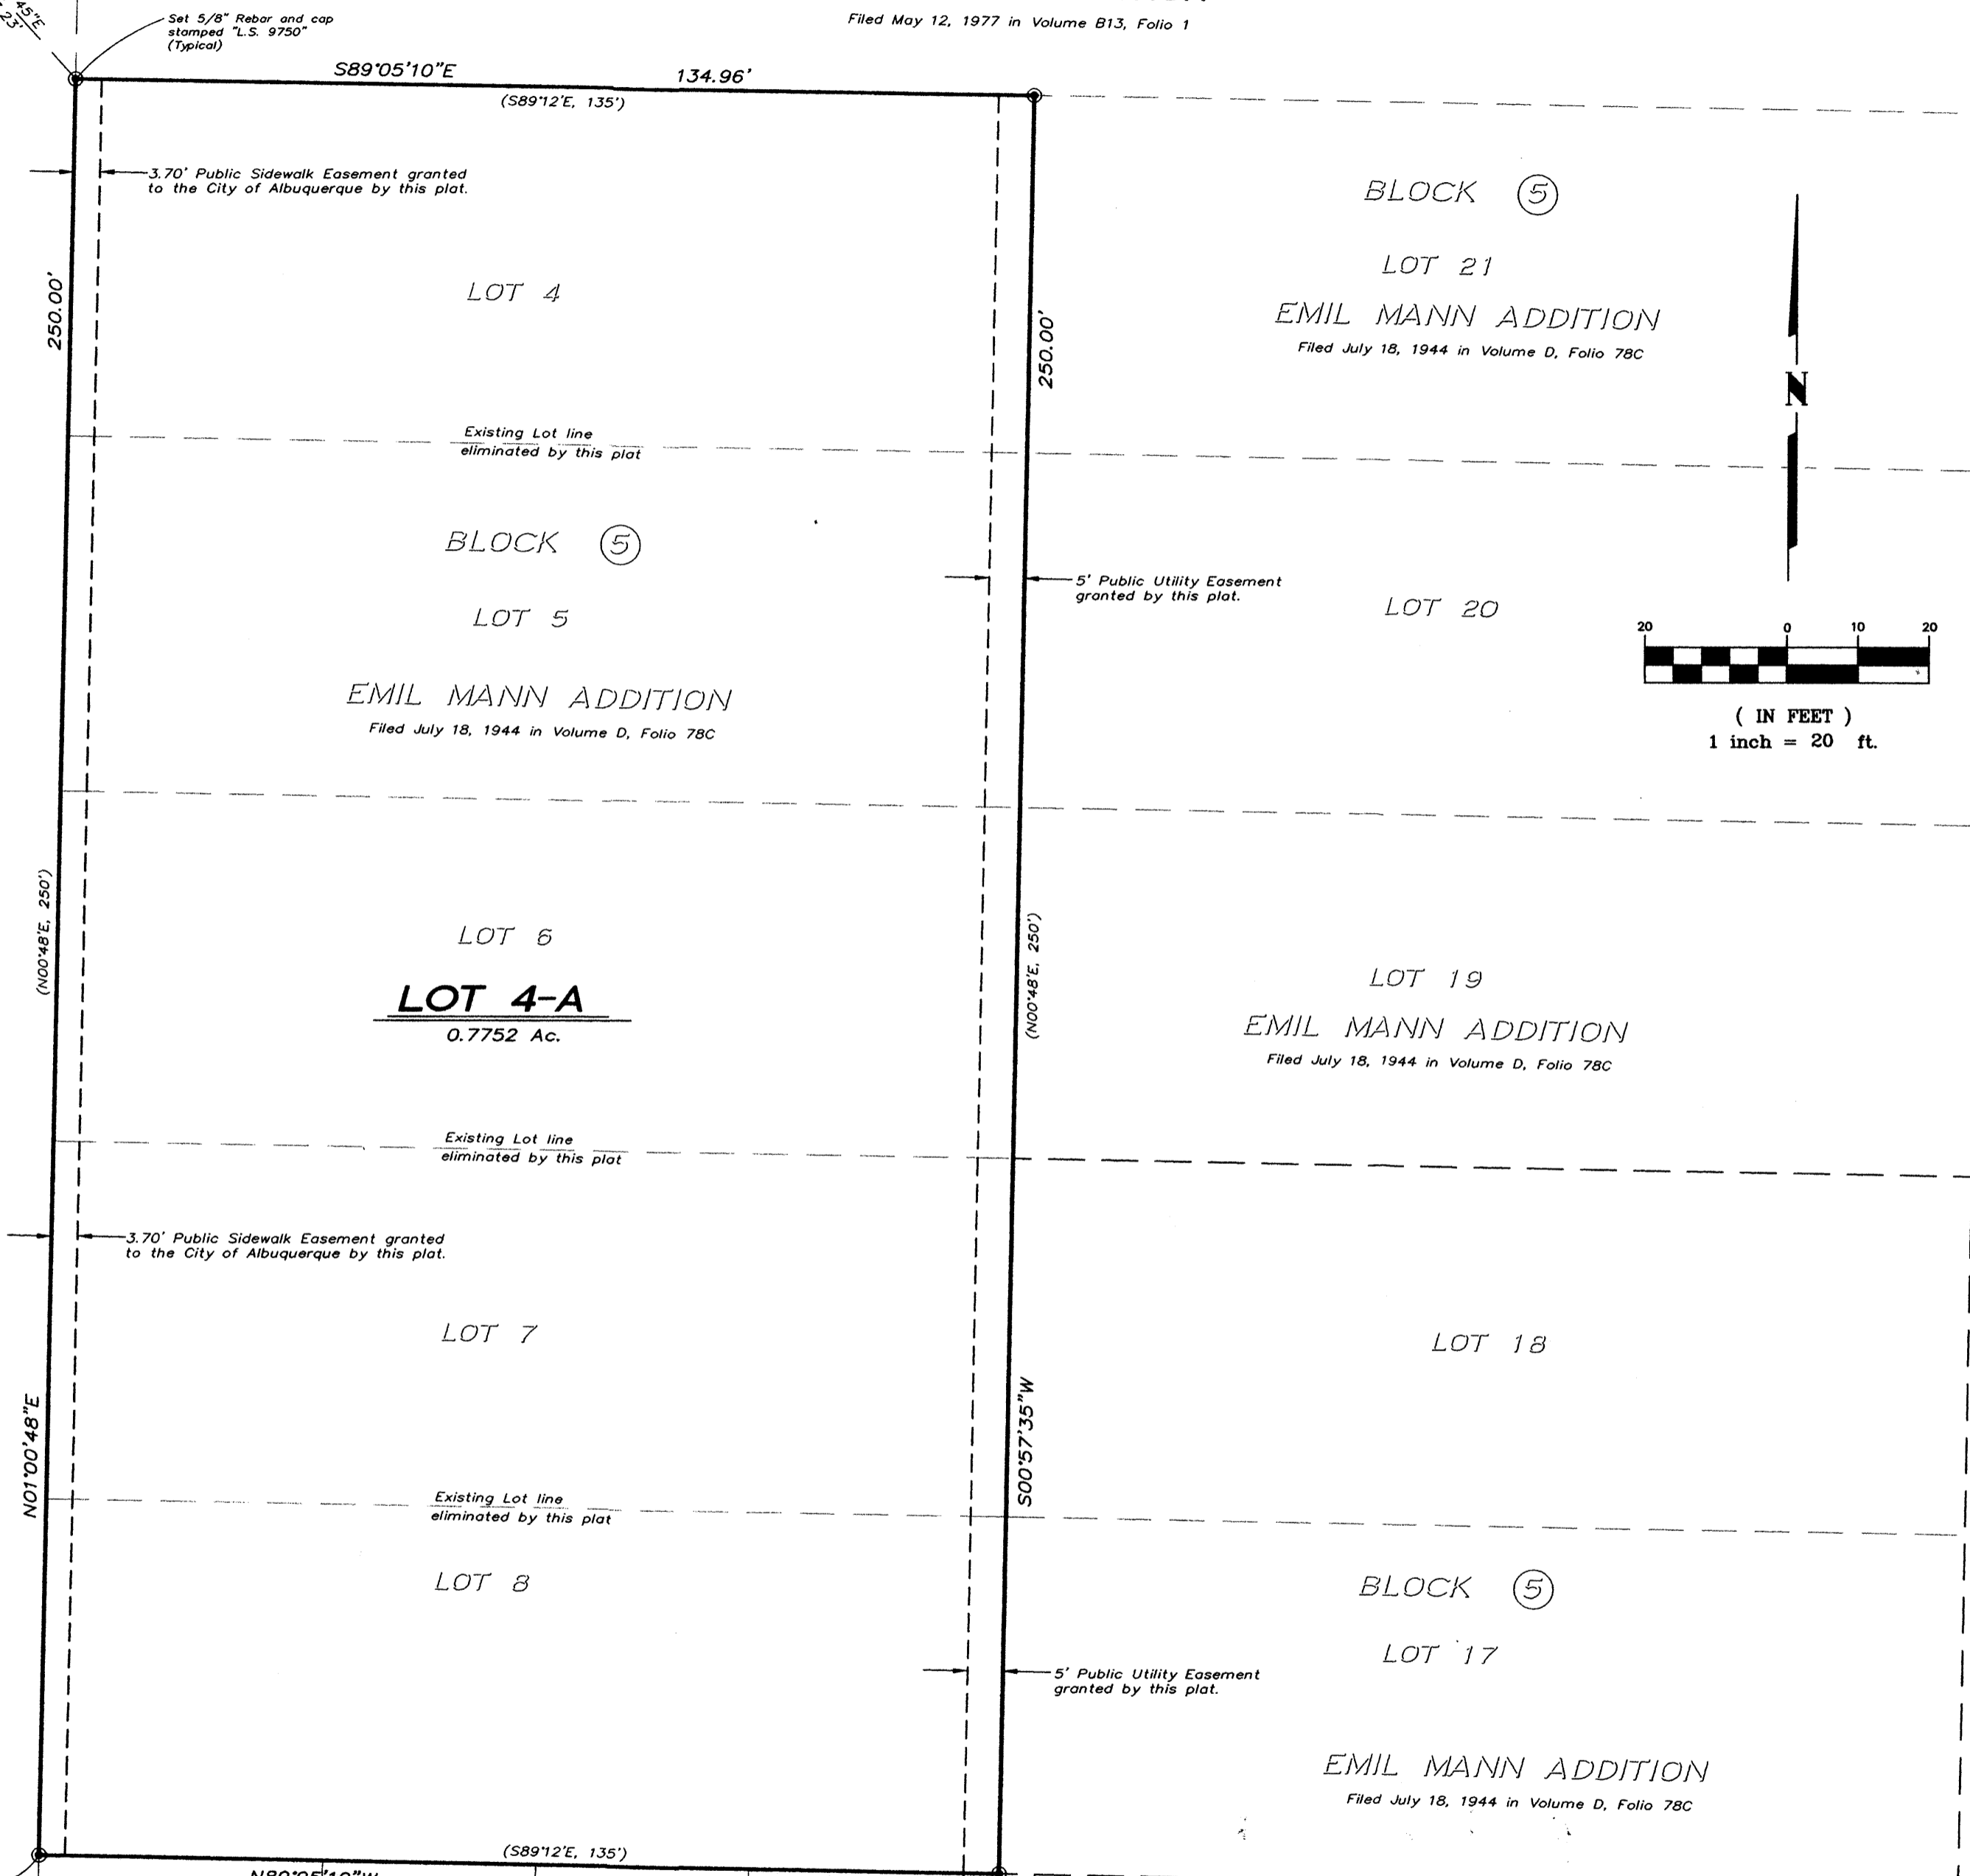 45"E
23'
Set 5/8" Rebar and cap
stamped "L.S. 9750"
(Typical)
Filed May 12, 1977 in Volume B13, Folio 1
S89°05'10"E 134.96'
(S89°12'E, 135')
3.70' Public Sidewalk Easement granted
to the City of Albuquerque by this plat.
BLOCK 5
LOT 21
EMIL MANN ADDITION
Filed July 18, 1944 in Volume D, Folio 78C
250.00'
LOT 4
250.00'
N
Existing Lot line
eliminated by this plat
BLOCK 5
LOT 5
EMIL MANN ADDITION
Filed July 18, 1944 in Volume D, Folio 78C
5' Public Utility Easement
granted by this plat.
LOT 20
20 0 10 20
( IN FEET )
1 inch = 20 ft.
(N00°48'E, 250')
LOT 6
LOT 4-A
0.7752 Ac.
(N00°48'E, 250')
LOT 19
EMIL MANN ADDITION
Filed July 18, 1944 in Volume D, Folio 78C
Existing Lot line
eliminated by this plat
3.70' Public Sidewalk Easement granted
to the City of Albuquerque by this plat.
LOT 7
LOT 18
N01°00'48"E
S00°57'35"W
Existing Lot line
eliminated by this plat
LOT 8
BLOCK 5
LOT 17
5' Public Utility Easement
granted by this plat.
EMIL MANN ADDITION
Filed July 18, 1944 in Volume D, Folio 78C
(S89°12'E, 135')